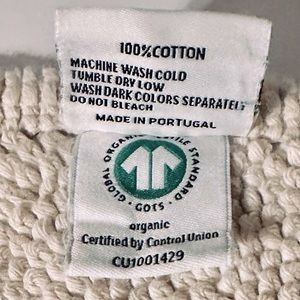 100%COTTON
MACHINE WASH COLD
TUMBLE DRY LOW
WASH DARK COLORS SEPARATELY
DO NOT BLEACH
MADE IN PORTUGAL
GLOBAL ORGANIC TEXTILE STANDARD
· GOTS ·
organic
Certified by Control Union
CU1001429